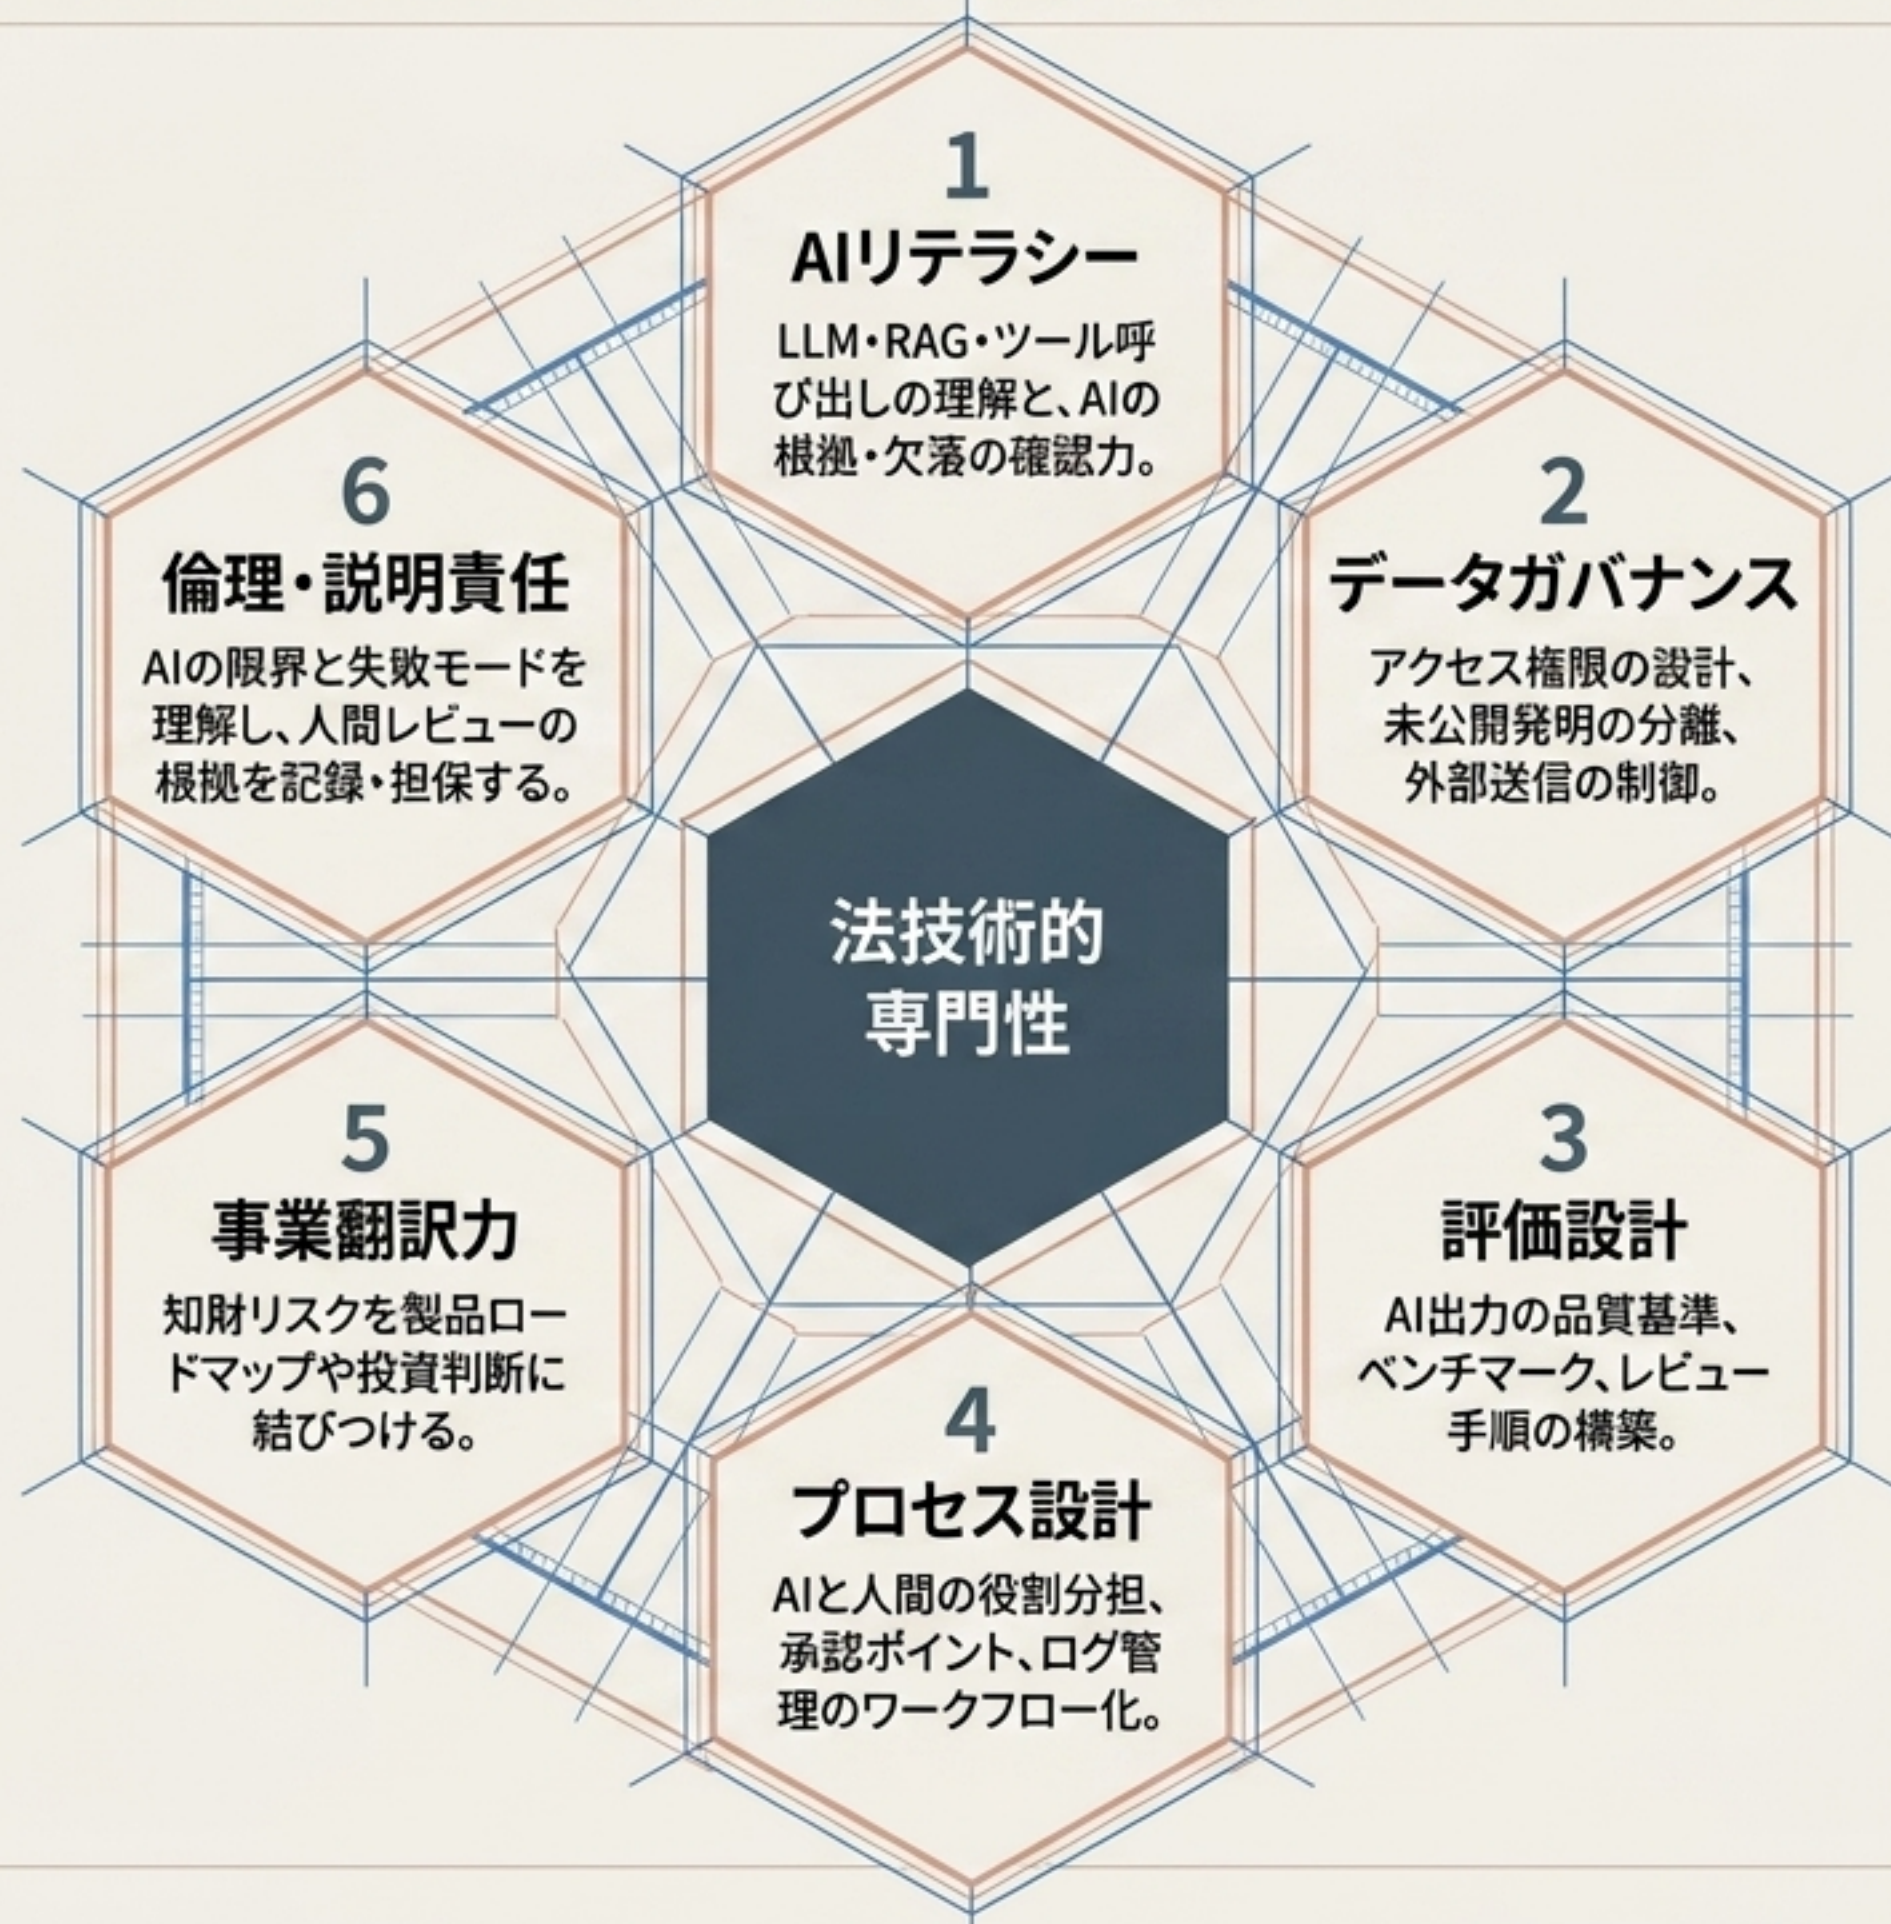 1
AIリテラシー
LLM・RAG・ツール呼
び出しの理解と、AIの
根拠・欠落の確認力。
2
データガバナンス
アクセス権限の設計、
未公開発明の分離、
外部送信の制御。
3
評価設計
AI出力の品質基準、
ベンチマーク、レビュー
手順の構築。
4
プロセス設計
AIと人間の役割分担、
承認ポイント、ログ管
理のワークフロー化。
5
事業翻訳力
知財リスクを製品ロー
ドマップや投資判断に
結びつける。
6
倫理・説明責任
AIの限界と失敗モードを
理解し、人間レビューの
根拠を記録・担保する。
法技術的
専門性